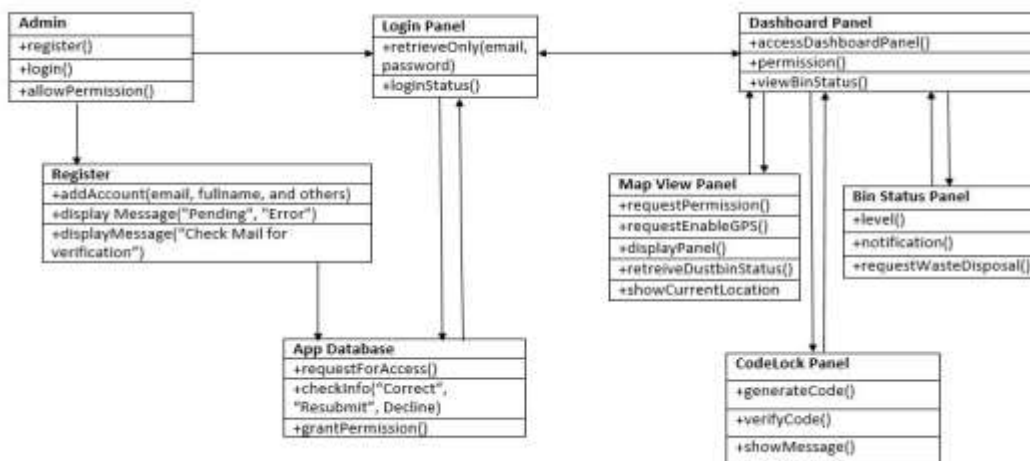 Admin
+register()
+login()
+allowPermission()
Login Panel
+retrieveOnly(email,
password)
+loginStatus()
Dashboard Panel
+accessDashboardPanel()
+permission()
+viewBinStatus()
Register
+addAccount(email, fullname, and others)
+display Message("Pending", "Error")
+displayMessage("Check Mail for
verification")
Map View Panel
+requestPermission()
+requestEnableGPS()
+displayPanel()
+retreiveDustbinStatus()
+showCurrentLocation
Bin Status Panel
+level()
+notification()
+requestWasteDisposal()
App Database
+requestForAccess()
+checkInfo("Correct",
"Resubmit", Decline)
+grantPermission()
CodeLock Panel
+generateCode()
+verifyCode()
+showMessage()